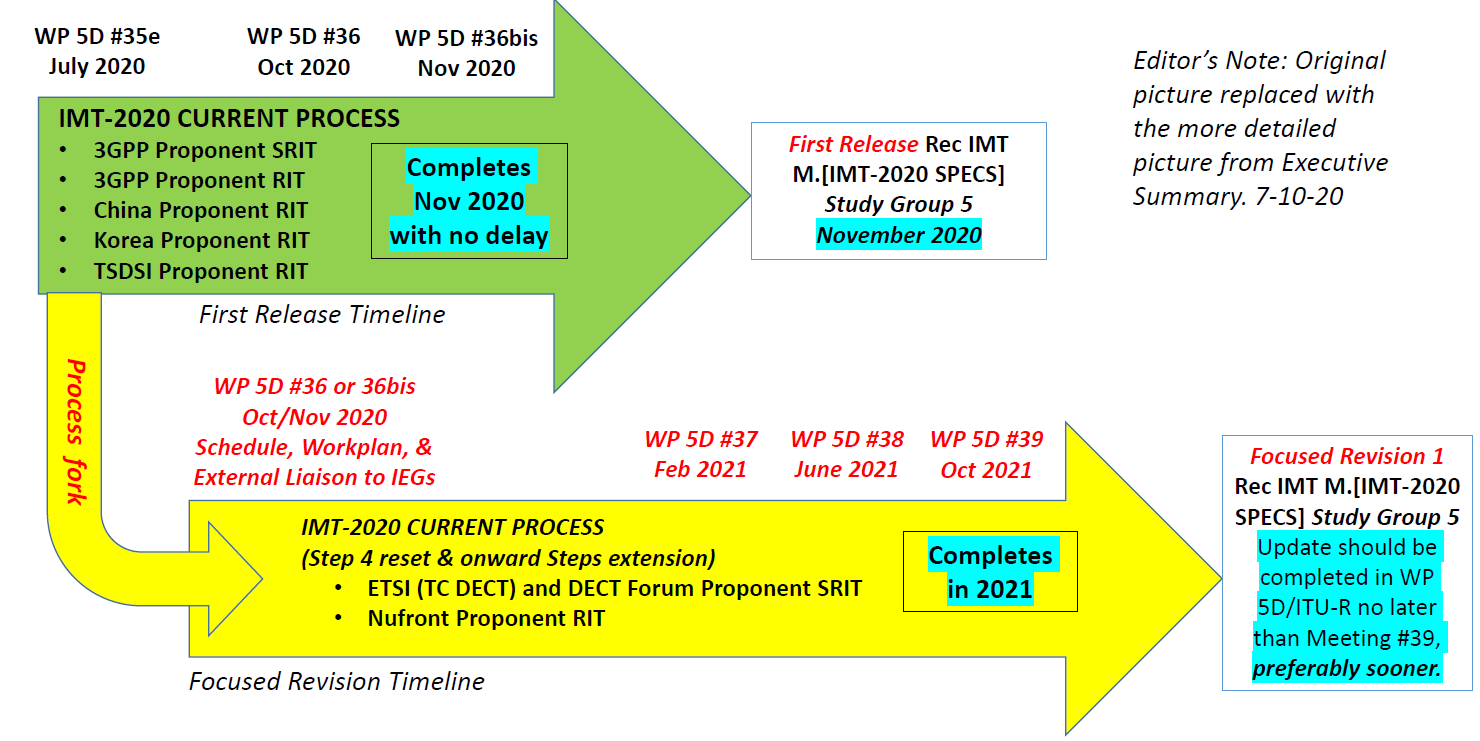 WP 5D #35e
July 2020
WP 5D #36
Oct 2020
WP 5D #36bis
Nov 2020
Editor’s Note: Original
picture replaced with
the more detailed
picture from Executive
Summary. 7-10-20
IMT-2020 CURRENT PROCESS
• 3GPP Proponent SRIT
• 3GPP Proponent RIT
• China Proponent RIT
• Korea Proponent RIT
• TSDSI Proponent RIT
Completes
Nov 2020
with no delay
First Release Rec IMT
M.[IMT-2020 SPECS]
Study Group 5
November 2020
First Release Timeline
Process fork
WP 5D #36 or 36bis
Oct/Nov 2020
Schedule, Workplan, &
External Liaison to IEGs
WP 5D #37
Feb 2021
WP 5D #38
June 2021
WP 5D #39
Oct 2021
IMT-2020 CURRENT PROCESS
(Step 4 reset & onward Steps extension)
• ETSI (TC DECT) and DECT Forum Proponent SRIT
• Nufront Proponent RIT
Completes
in 2021
Focused Revision 1
Rec IMT M.[IMT-2020
SPECS] Study Group 5
Update should be
completed in WP
5D/ITU-R no later
than Meeting #39,
preferably sooner.
Focused Revision Timeline